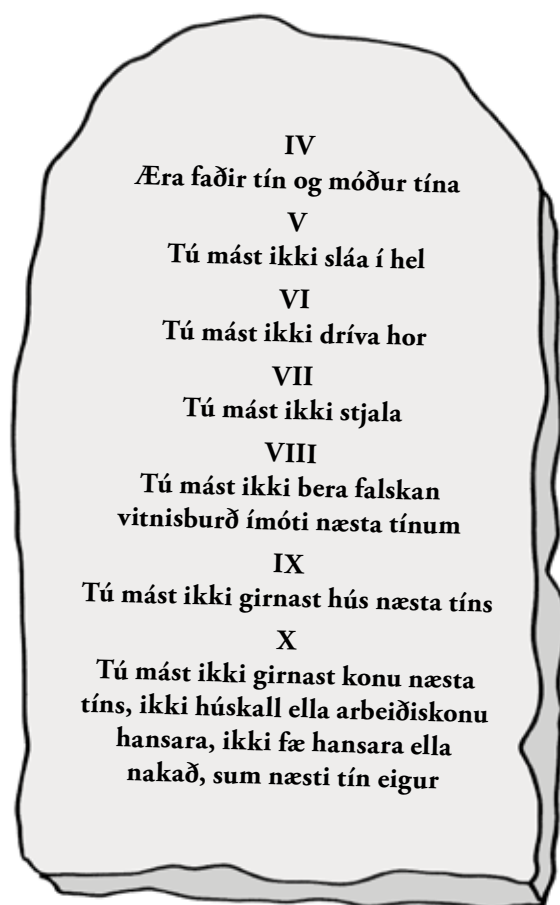 IV
Æra faðir tín og móður tína
V
Tú mást ikki sláa í hel
VI
Tú mást ikki dríva hor
VII
Tú mást ikki stjala
VIII
Tú mást ikki bera falskan
vitnisburð ímóti næsta tínum
IX
Tú mást ikki girnast hús næsta tíns
X
Tú mást ikki girnast konu næsta
tíns, ikki húskall ella arbeiðiskonu
hansara, ikki fæ hansara ella
nakað, sum næsti tín eigur